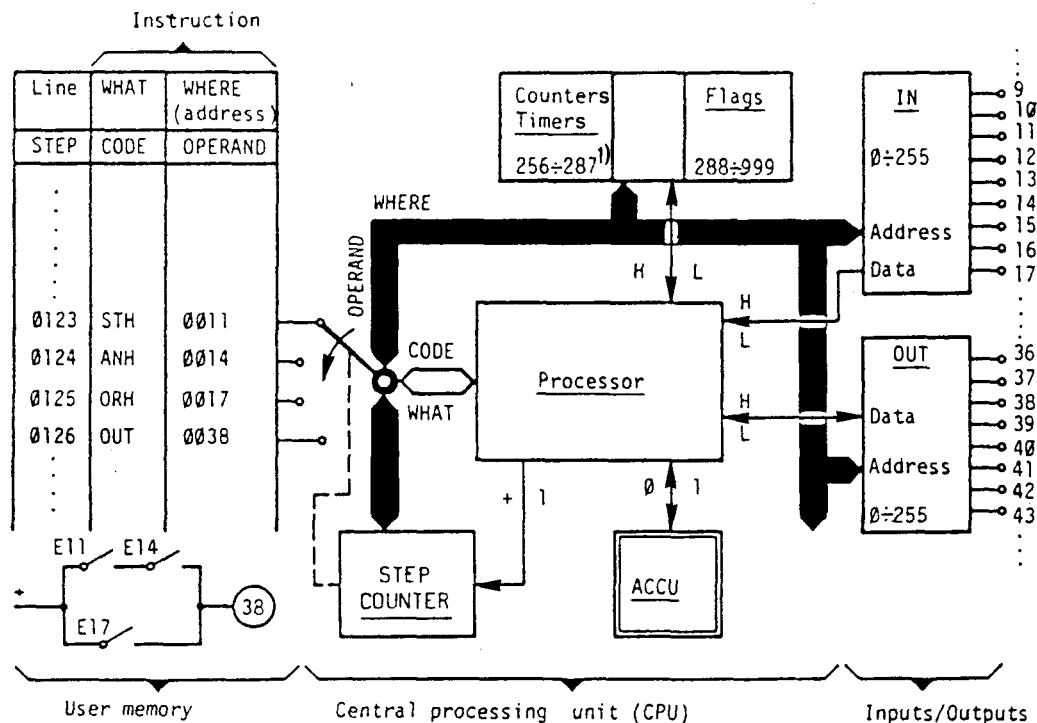 Instruction
Line WHAT WHERE
(address)
STEP CODE OPERAND
0123 STH 0011
0124 ANH 0014
0125 ORH 0017
0126 OUT 0038
E11 E14
+
E17
38
User memory
Counters
Timers
256÷287¹⁾
Flags
288÷999
WHERE
OPERAND
CODE
WHAT
H L
Processor
H
L
H
L
+ 1
0 1
STEP
COUNTER
ACCU
Central processing unit (CPU)
IN
0÷255
Address
Data
9
10
11
12
13
14
15
16
17
OUT
Data
Address
0÷255
36
37
38
39
40
41
42
43
Inputs/Outputs